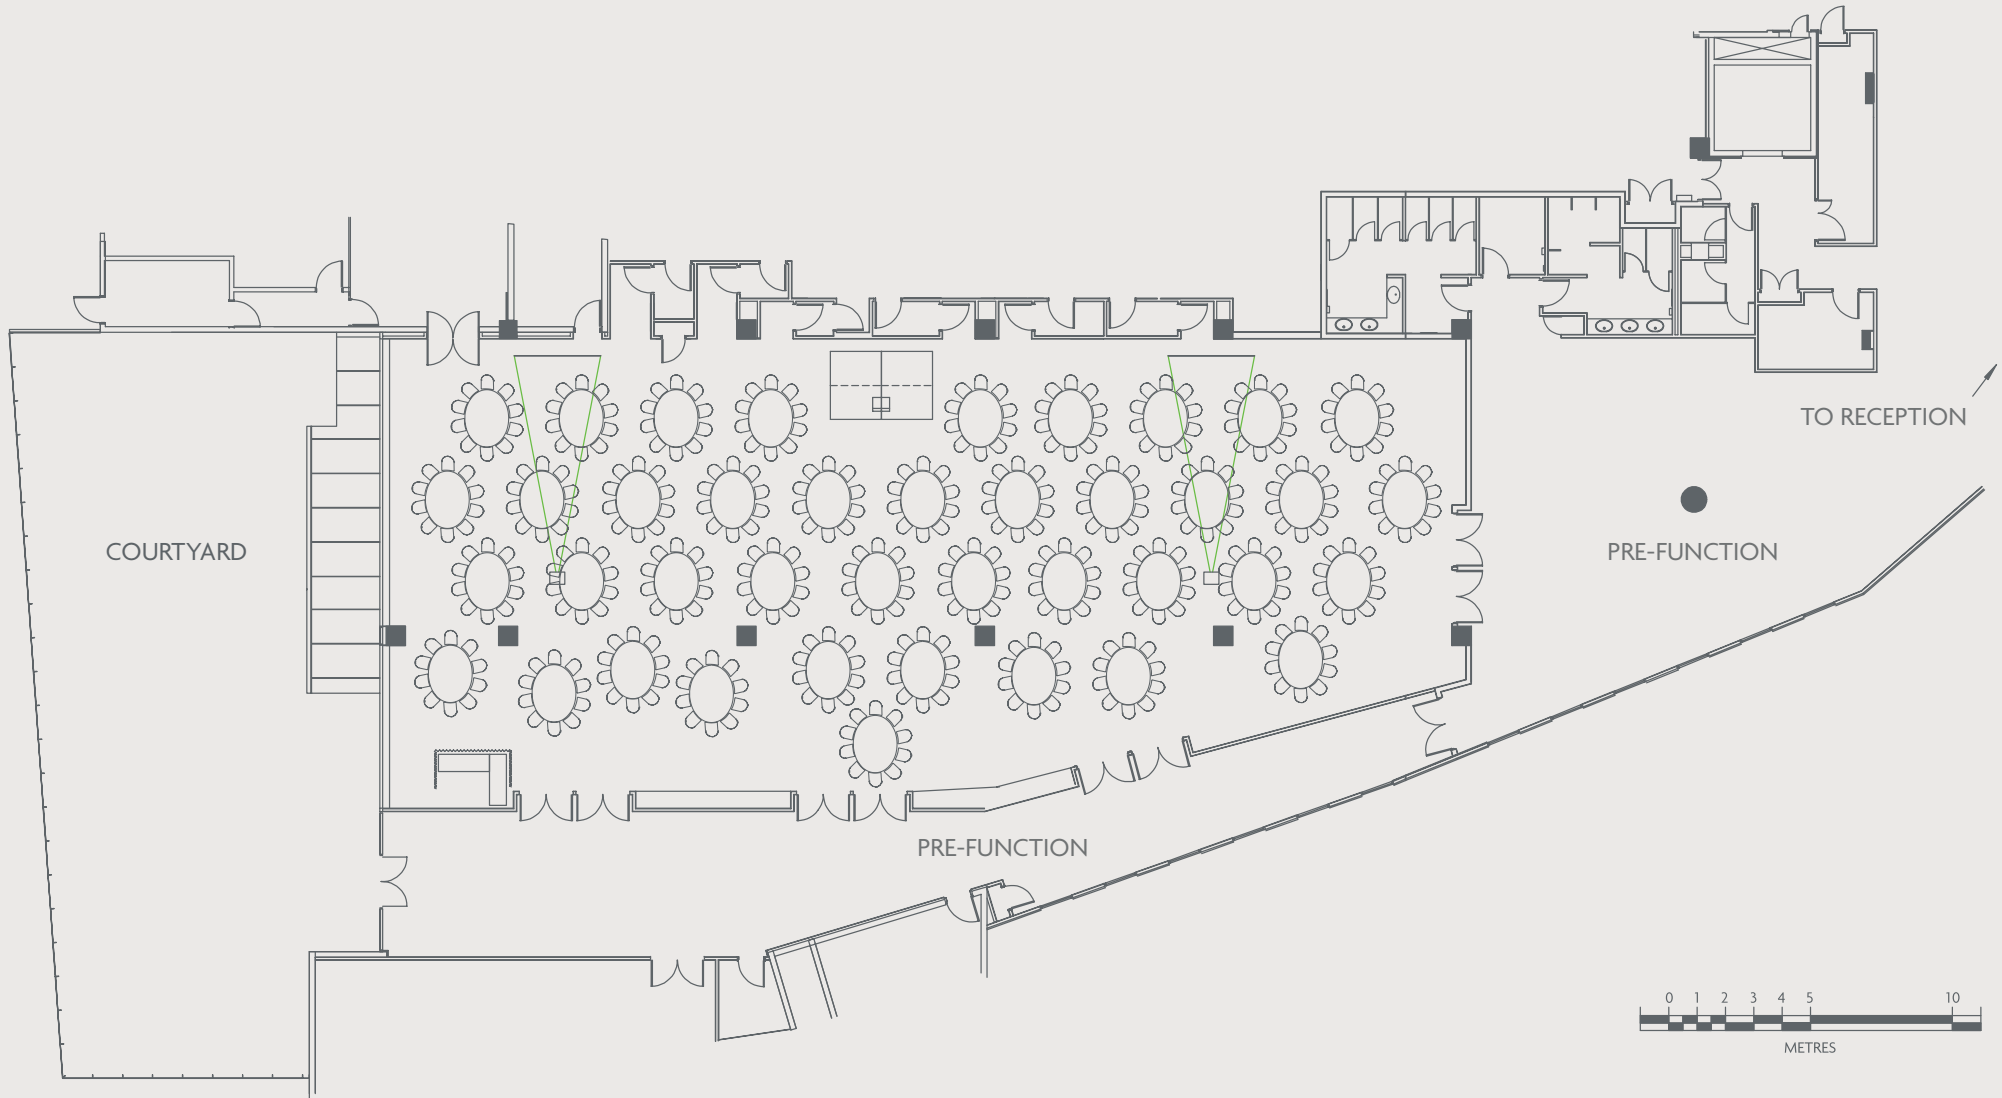 TO RECEPTION
COURTYARD
PRE-FUNCTION
PRE-FUNCTION
0 1 2 3 4 5 10
METRES